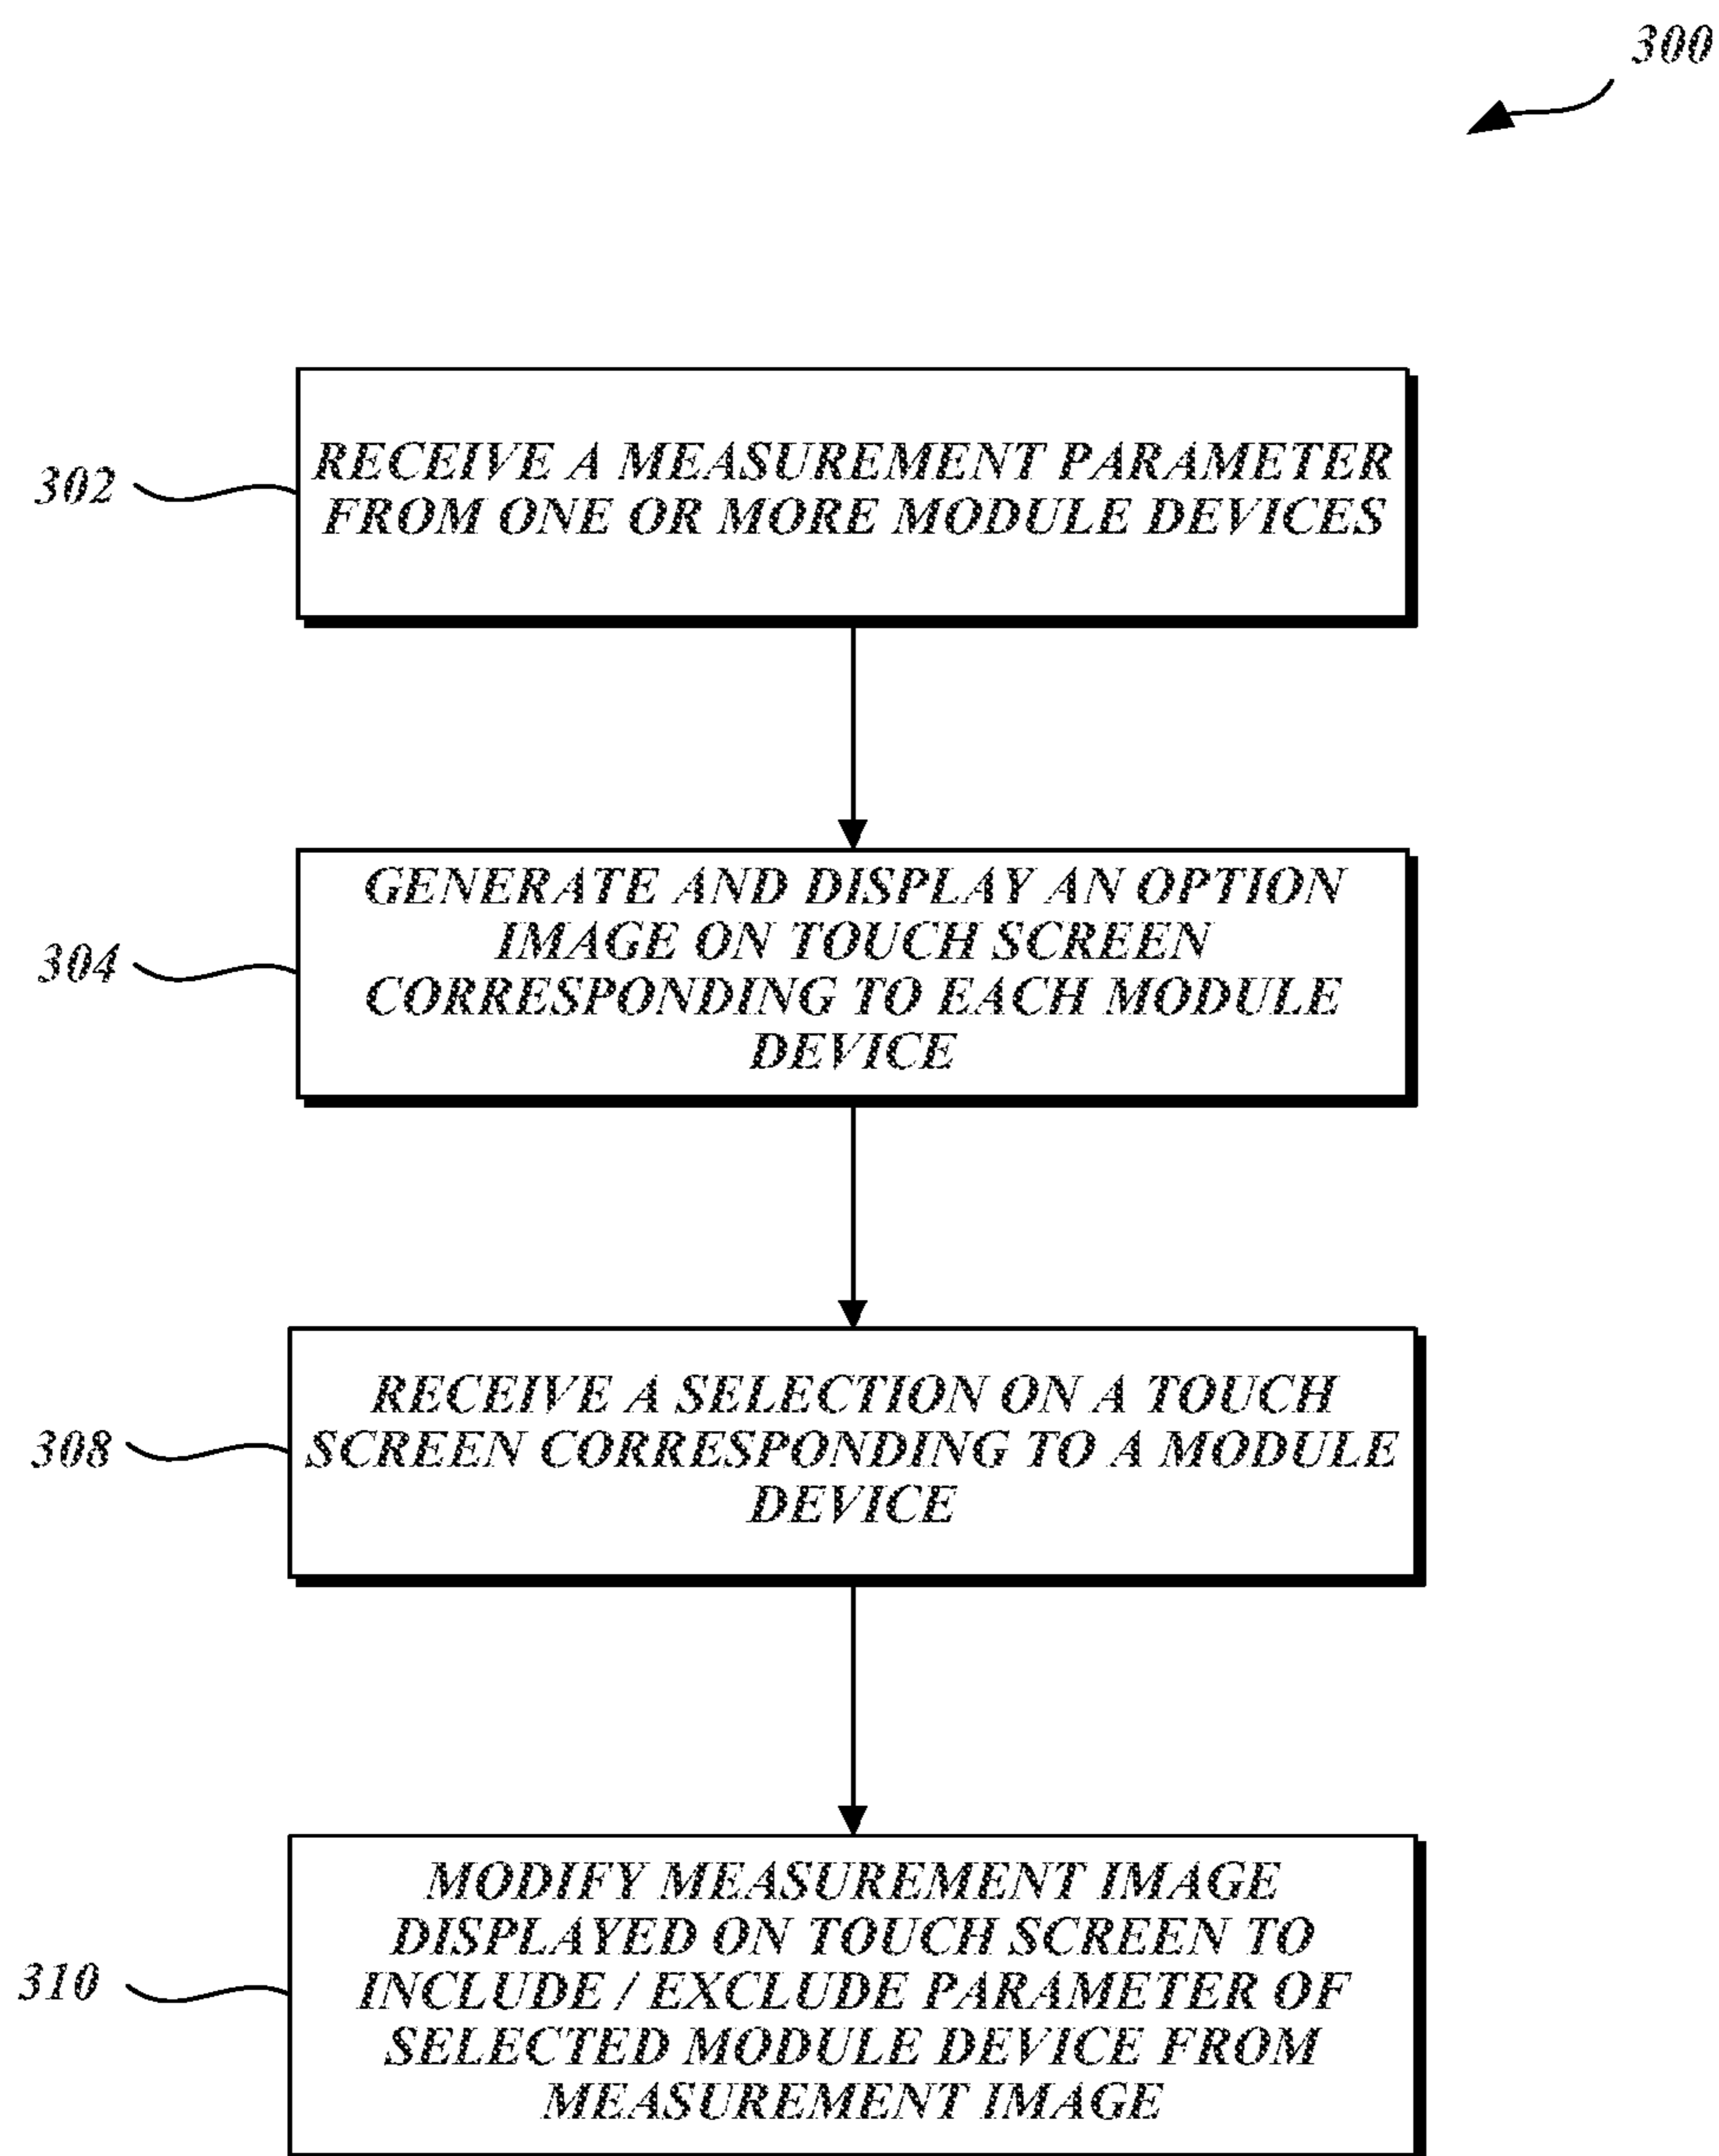 300
302
RECEIVE A MEASUREMENT PARAMETER
FROM ONE OR MORE MODULE DEVICES
304
GENERATE AND DISPLAY AN OPTION
IMAGE ON TOUCH SCREEN
CORRESPONDING TO EACH MODULE
DEVICE
308
RECEIVE A SELECTION ON A TOUCH
SCREEN CORRESPONDING TO A MODULE
DEVICE
310
MODIFY MEASUREMENT IMAGE
DISPLAYED ON TOUCH SCREEN TO
INCLUDE / EXCLUDE PARAMETER OF
SELECTED MODULE DEVICE FROM
MEASUREMENT IMAGE